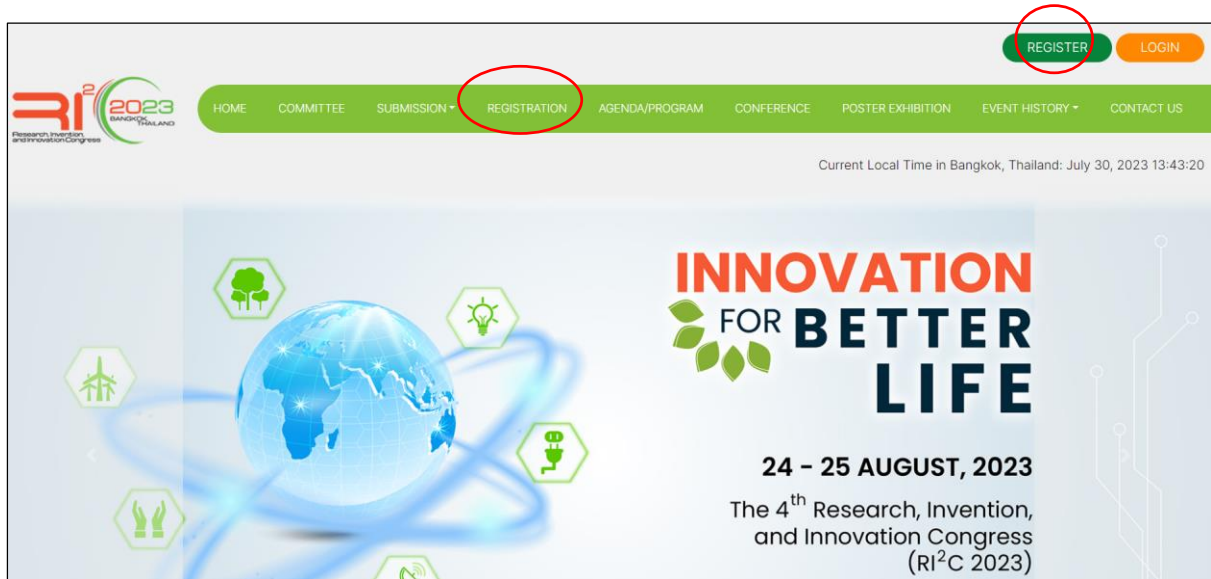 REGISTER
LOGIN
RI² 2023
BANGKOK, THAILAND
Research, Invention,
and Innovation Congress
HOME
COMMITTEE
SUBMISSION
REGISTRATION
AGENDA/PROGRAM
CONFERENCE
POSTER EXHIBITION
EVENT HISTORY
CONTACT US
Current Local Time in Bangkok, Thailand: July 30, 2023 13:43:20
INNOVATION
FOR BETTER
LIFE
24 - 25 AUGUST, 2023
The 4th Research, Invention,
and Innovation Congress
(RI²C 2023)